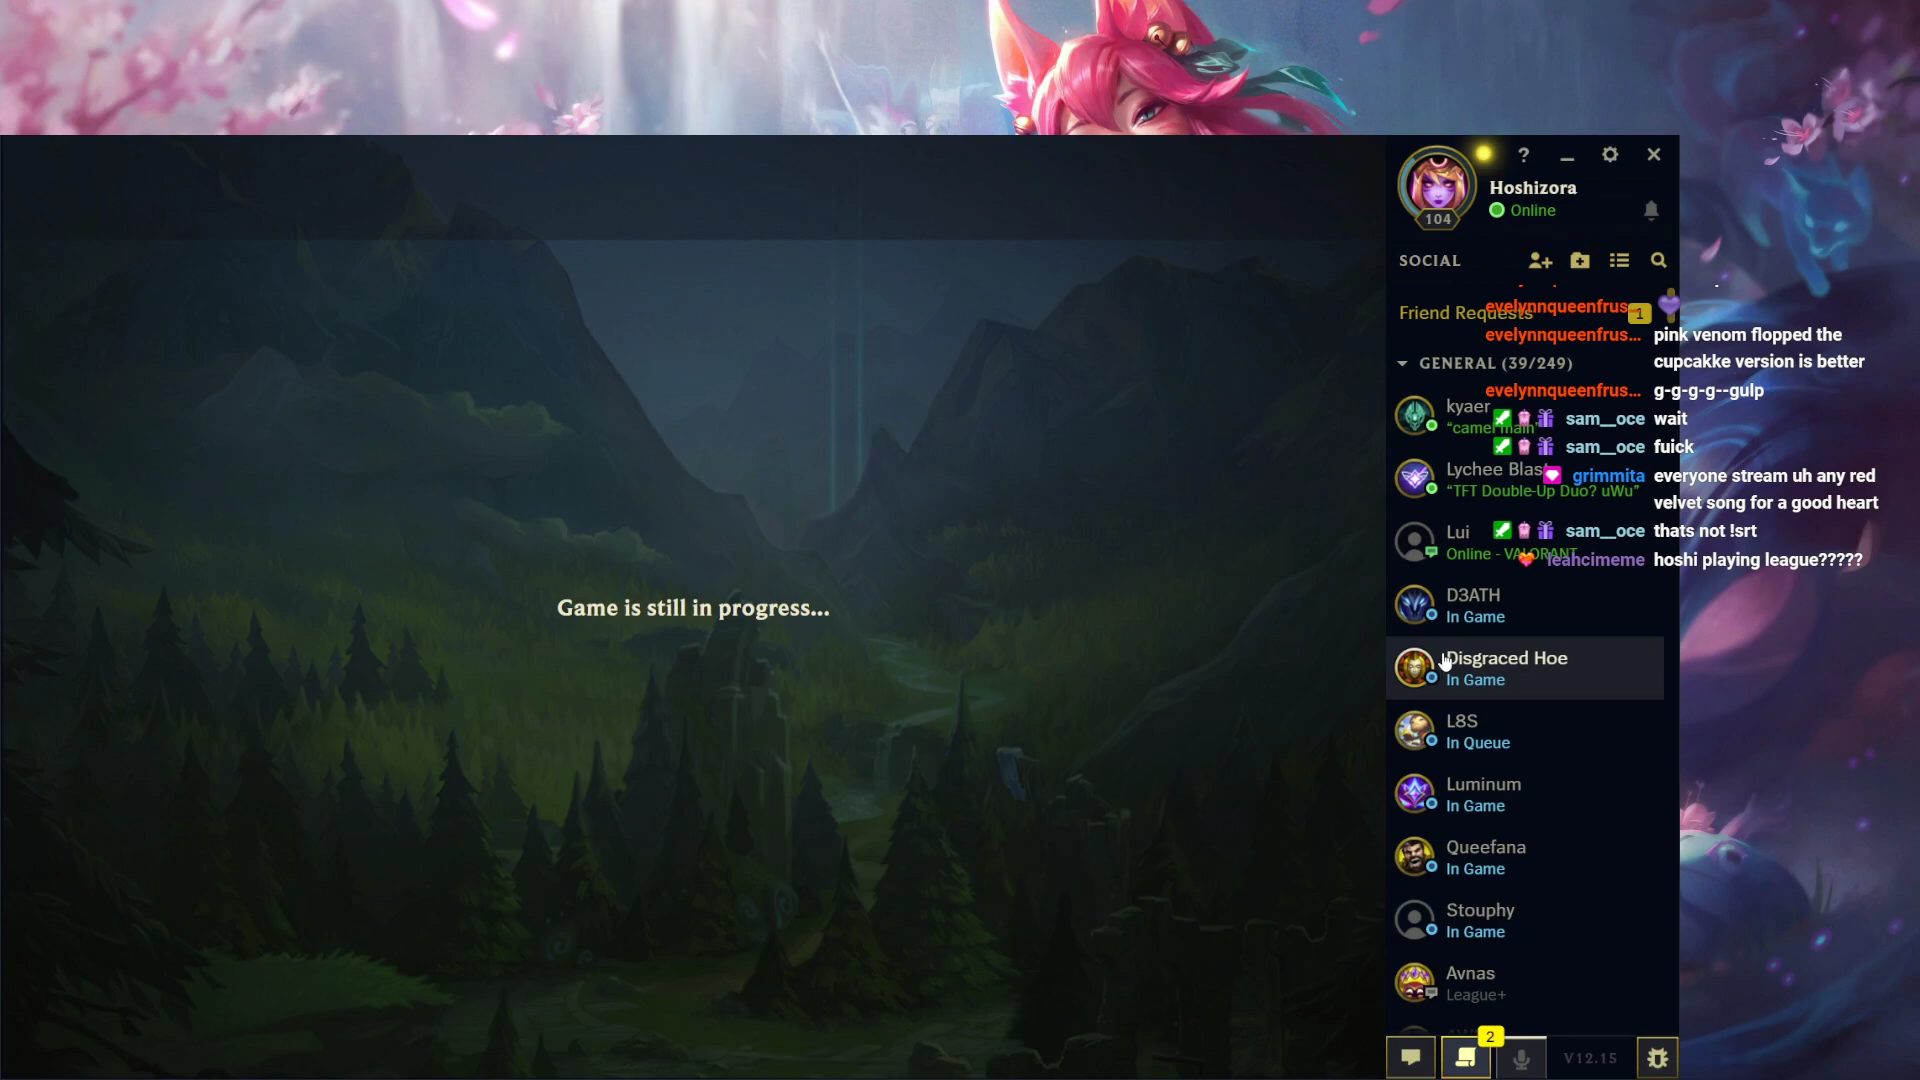 ?
Hoshizora
Online
104
SOCIAL
evelynnqueenfrus...
Friend Requests
1
evelynnqueenfrus... pink venom flopped the
cupcakke version is better
GENERAL (39/249)
evelynnqueenfrus... g-g-g-g--gulp
kyaer
sam__oce wait
“camel main”
sam__oce fuick
Lychee Blast
grimmita everyone stream uh any red
“TFT Double-Up Duo? uWu”
velvet song for a good heart
Lui
sam__oce thats not !srt
Online - VALORANT
leahcimeme hoshi playing league?????
D3ATH
In Game
Game is still in progress...
Disgraced Hoe
In Game
L8S
In Queue
Luminum
In Game
Queefana
In Game
Stouphy
In Game
Avnas
League+
2
V12.15